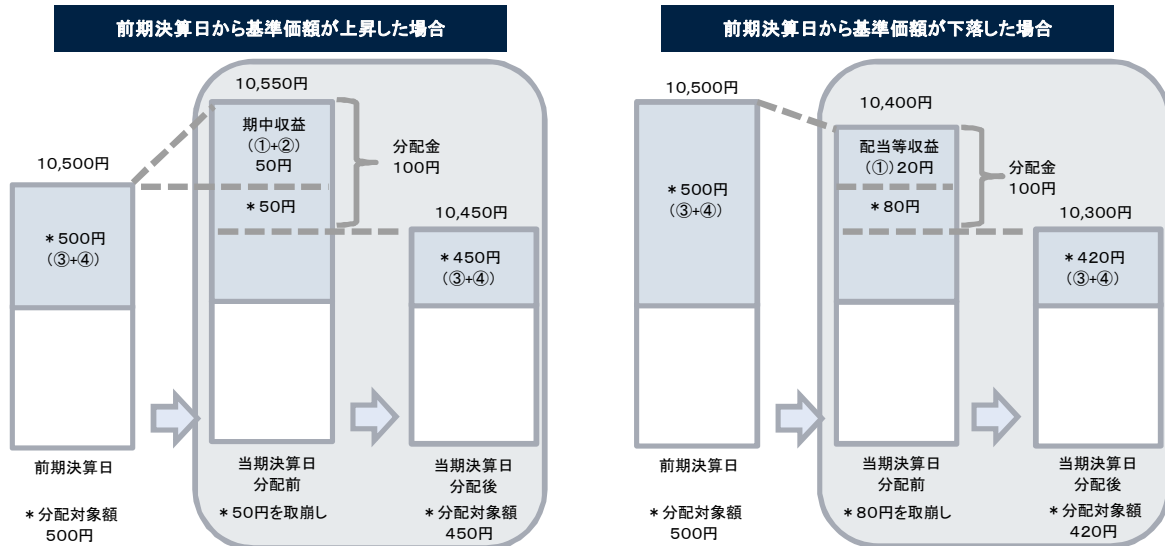 前期決算日から基準価額が上昇した場合
10,550円
期中収益
(①+②)
50円
分配金
100円
10,500円
*50円
10,450円
*500円
(③+④)
*450円
(③+④)
前期決算日
当期決算日
分配前
当期決算日
分配後
*分配対象額
500円
*50円を取崩し
*分配対象額
450円
前期決算日から基準価額が下落した場合
10,500円
10,400円
配当等収益
(①)20円
分配金
100円
*500円
(③+④)
*80円
10,300円
*420円
(③+④)
前期決算日
当期決算日
分配前
当期決算日
分配後
*分配対象額
500円
*80円を取崩し
*分配対象額
420円